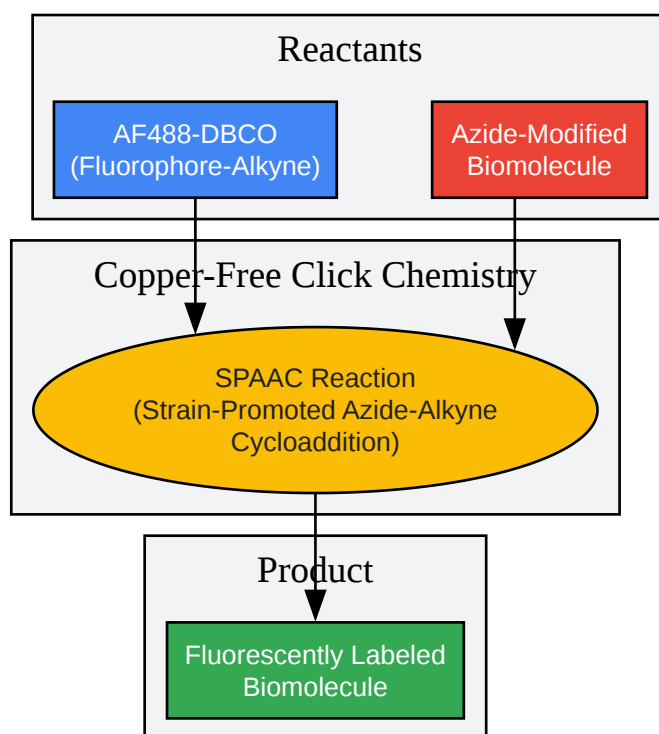 Reactants
AF488-DBCO
(Fluorophore-Alkyne)
Azide-Modified
Biomolecule
Copper-Free Click Chemistry
SPAAC Reaction
(Strain-Promoted Azide-Alkyne
Cycloaddition)
Product
Fluorescently Labeled
Biomolecule